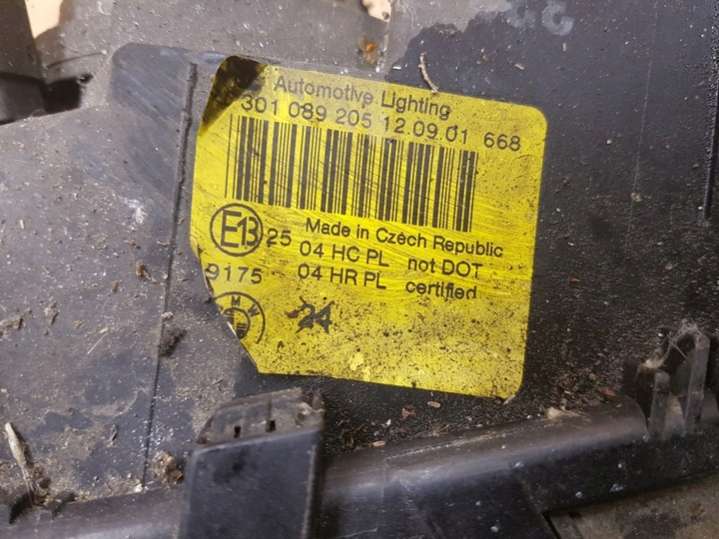 Automotive Lighting
301 089 205 12.09.01 668
Made in Czech Republic
E13 25 04 HC PL not DOT
9175 04 HR PL certified
BMW
24